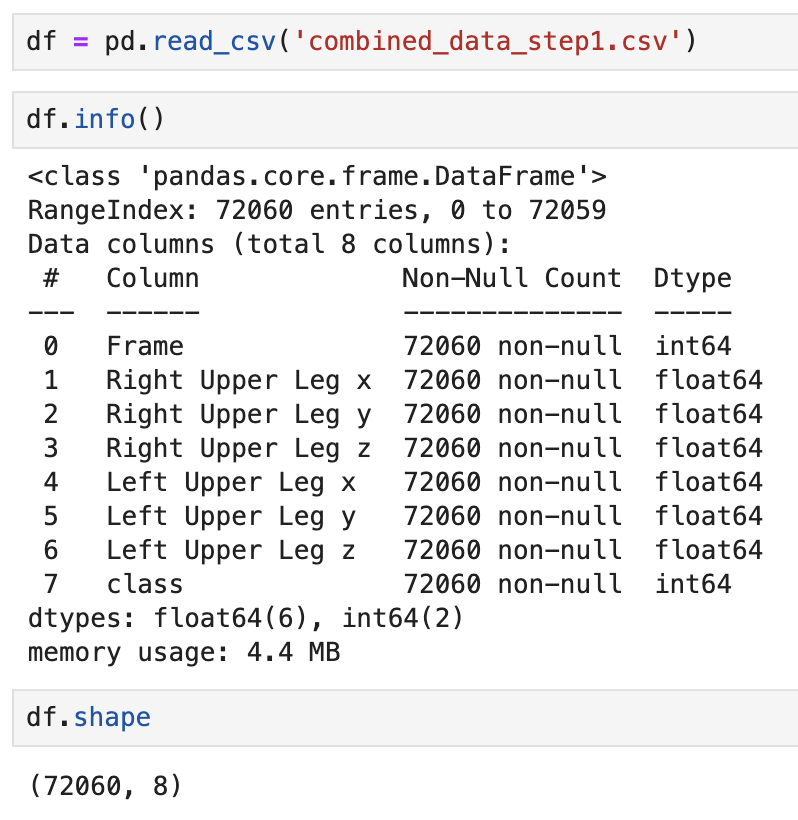 df = pd.read_csv('combined_data_step1.csv')
df.info()
<class 'pandas.core.frame.DataFrame'>
RangeIndex: 72060 entries, 0 to 72059
Data columns (total 8 columns):
 #   Column             Non-Null Count  Dtype
---  ------             --------------  -----
 0   Frame              72060 non-null  int64
 1   Right Upper Leg x  72060 non-null  float64
 2   Right Upper Leg y  72060 non-null  float64
 3   Right Upper Leg z  72060 non-null  float64
 4   Left Upper Leg x   72060 non-null  float64
 5   Left Upper Leg y   72060 non-null  float64
 6   Left Upper Leg z   72060 non-null  float64
 7   class              72060 non-null  int64
dtypes: float64(6), int64(2)
memory usage: 4.4 MB
df.shape
(72060, 8)